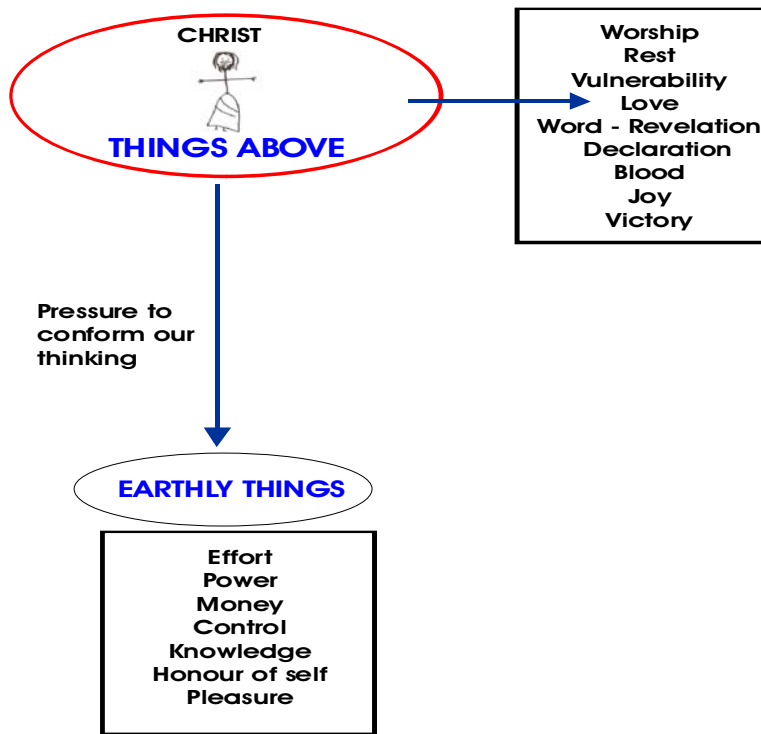 CHRIST
THINGS ABOVE
Worship
Rest
Vulnerability
Love
Word - Revelation
Declaration
Blood
Joy
Victory
Pressure to
conform our
thinking
EARTHLY THINGS
Effort
Power
Money
Control
Knowledge
Honour of self
Pleasure